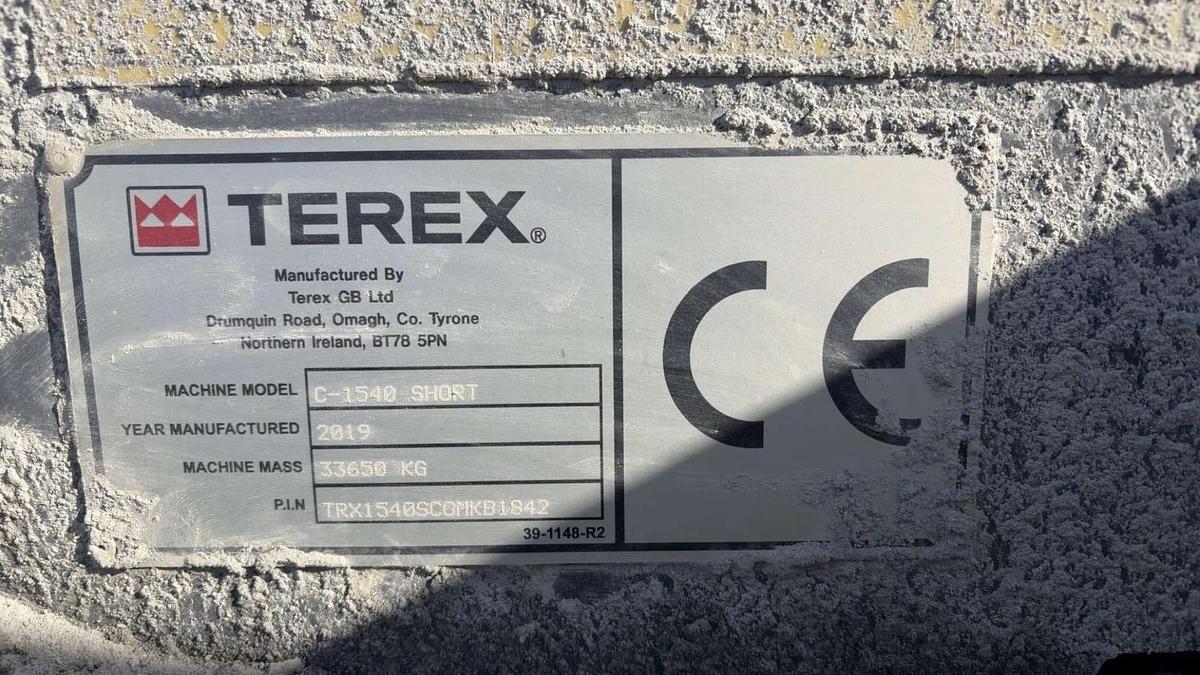 TEREX®
Manufactured By
Terex GB Ltd
Drumquin Road, Omagh, Co. Tyrone
Northern Ireland, BT78 5PN
MACHINE MODEL C-1540 SHORT
YEAR MANUFACTURED 2019
MACHINE MASS 33650 KG
P.I.N TRX1540SCOMKB1842
39-1148-R2
CE